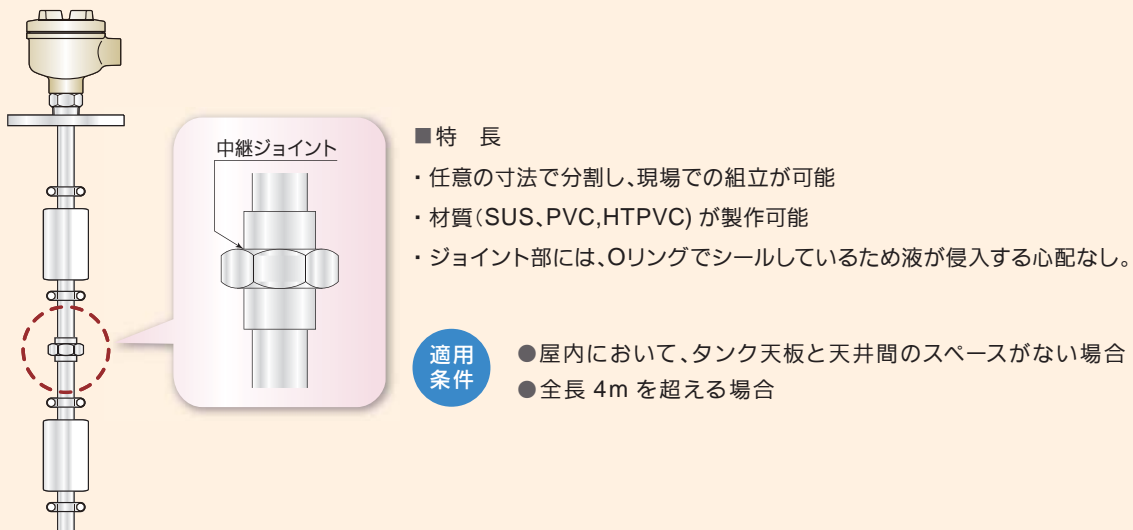 中継ジョイント
■特　長
・任意の寸法で分割し、現場での組立が可能
・材質(SUS、PVC,HTPVC) が製作可能
・ジョイント部には、Oリングでシールしているため液が侵入する心配なし。
適用
条件
●屋内において、タンク天板と天井間のスペースがない場合
●全長 4m を超える場合